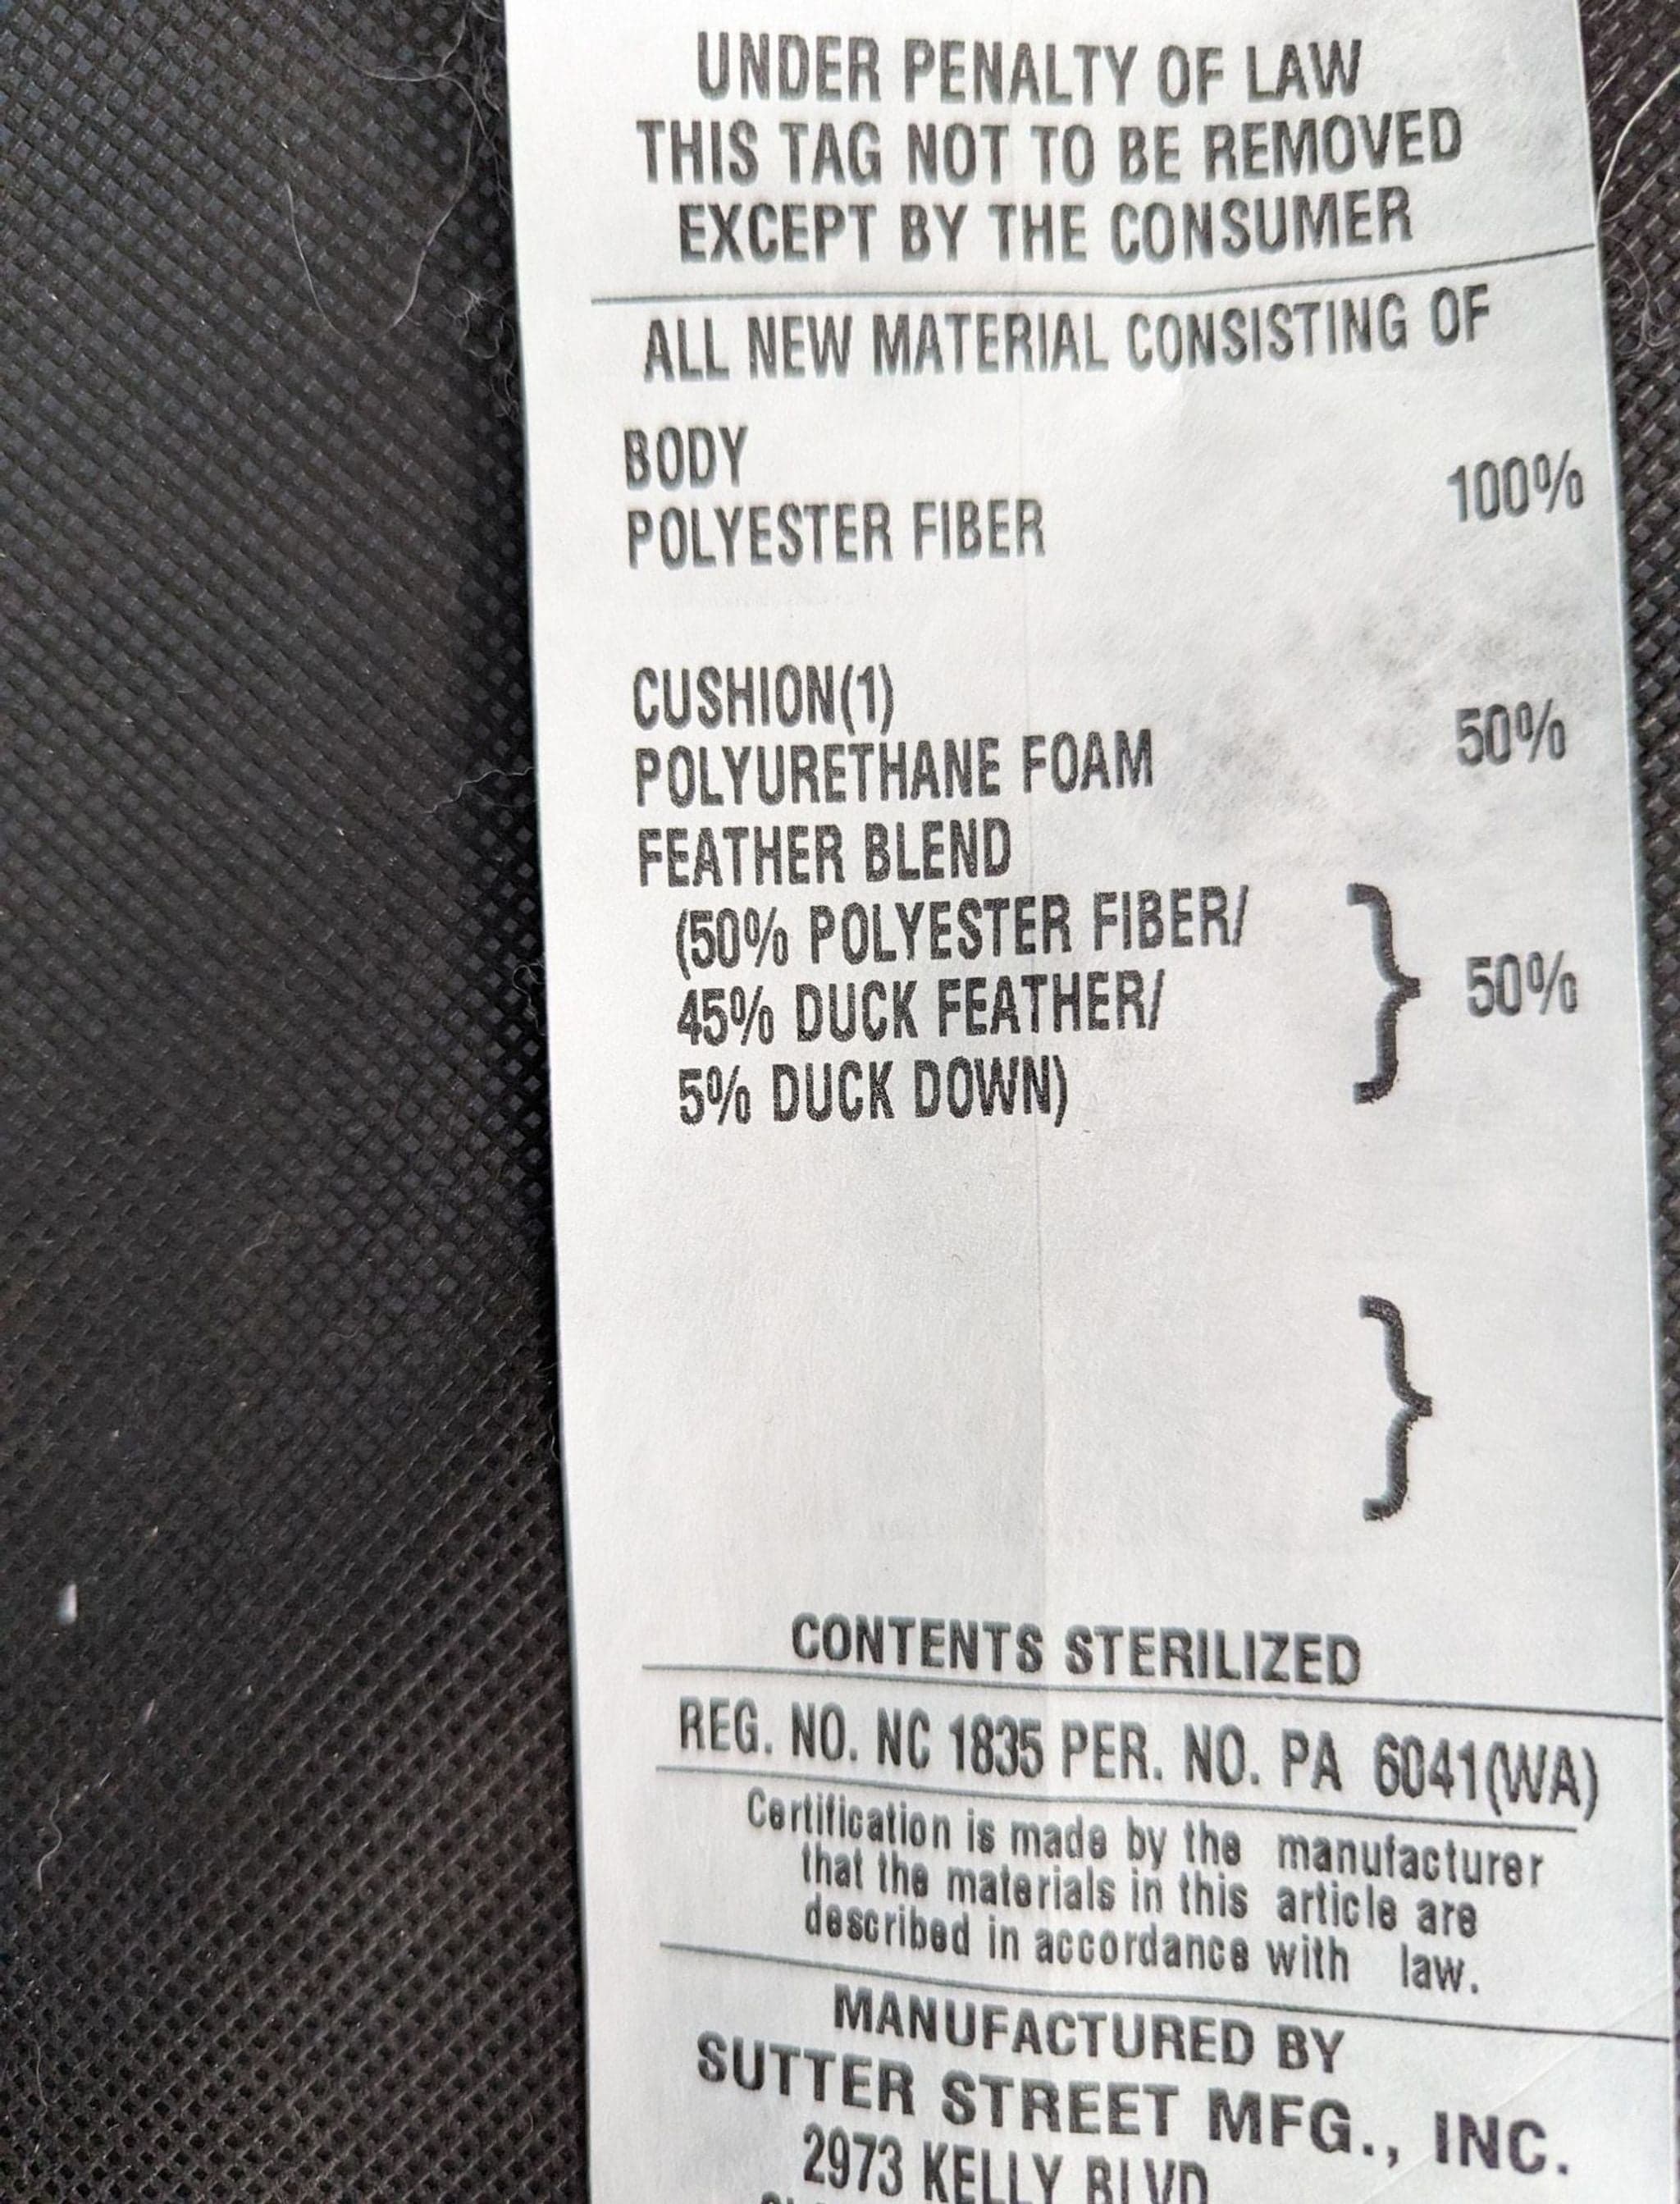 UNDER PENALTY OF LAW
THIS TAG NOT TO BE REMOVED
EXCEPT BY THE CONSUMER
ALL NEW MATERIAL CONSISTING OF
BODY
POLYESTER FIBER 100%
CUSHION(1)
POLYURETHANE FOAM 50%
FEATHER BLEND
(50% POLYESTER FIBER/
45% DUCK FEATHER/ } 50%
5% DUCK DOWN)
}
CONTENTS STERILIZED
REG. NO. NC 1835 PER. NO. PA 6041(WA)
Certification is made by the manufacturer
that the materials in this article are
described in accordance with law.
MANUFACTURED BY
SUTTER STREET MFG., INC.
2973 KELLY BLVD